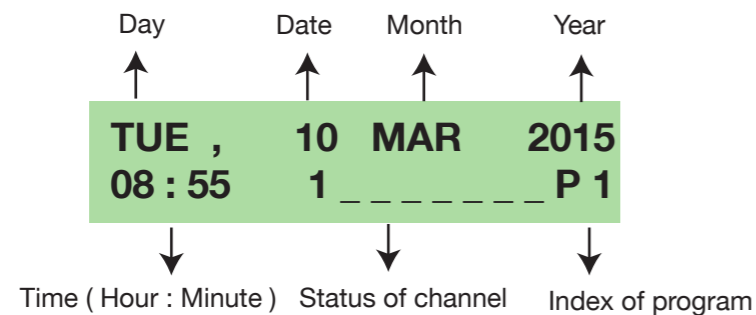 Day Date Month Year
TUE , 10 MAR 2015
08 : 55 1 _ _ _ _ _ _ _ P 1
Time ( Hour : Minute ) Status of channel Index of program